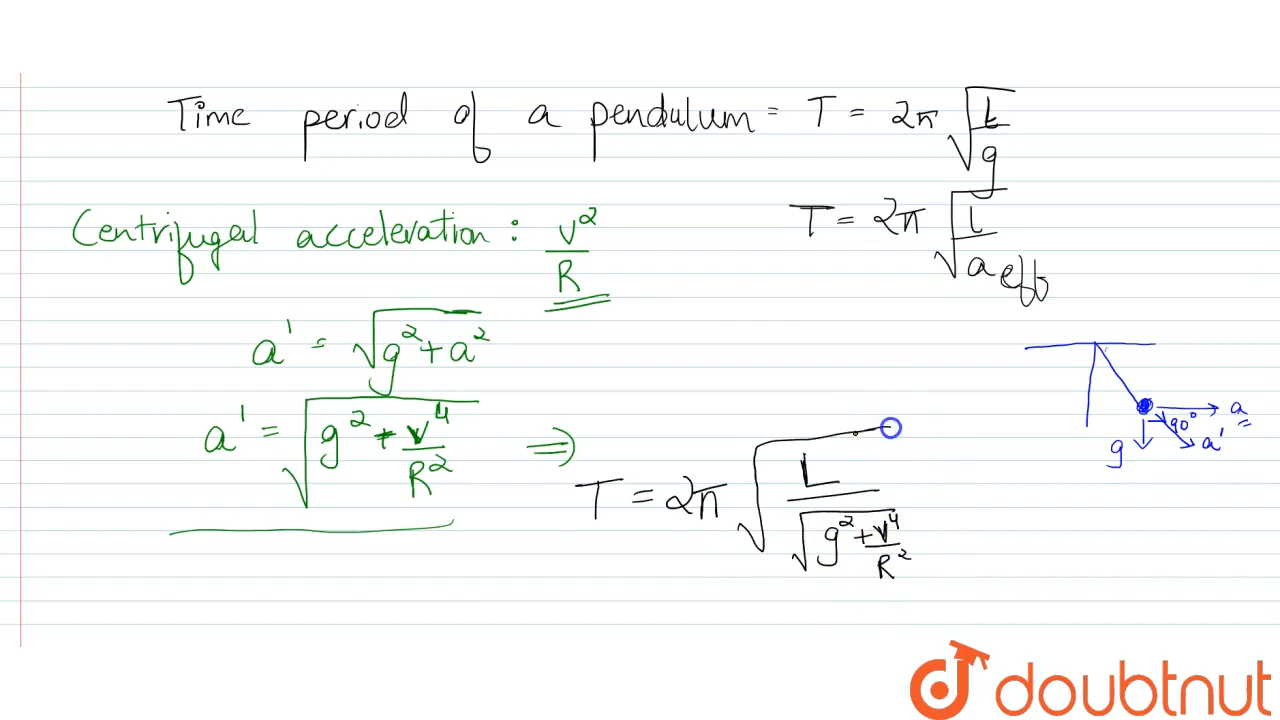 Time period of a pendulum = T = 2π √(L/g)
T = 2π √(L/a eff)
Centrifugal acceleration : v²/R
a' = √(g² + a²)
a' = √(g² + v⁴/R²)
⇒ T = 2π √(L/√(g² + v⁴/R²))
a
90°
g
a'
doubtnut